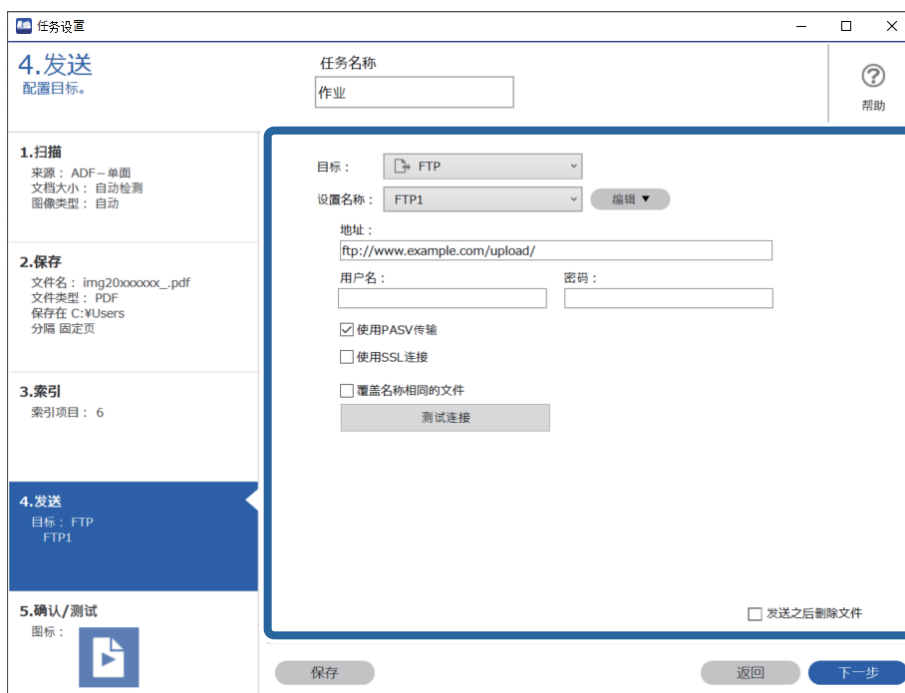 任务设置
4.发送
配置目标。
任务名称
作业
帮助
1.扫描
来源： ADF－单面
文档大小： 自动检测
图像类型： 自动
2.保存
文件名： img20xxxxxx_.pdf
文件类型： PDF
保存在 C:¥Users
分隔 固定页
3.索引
索引项目： 6
4.发送
目标： FTP
FTP1
5.确认/测试
图标：
目标： FTP
设置名称： FTP1 编辑 ▼
地址：
ftp://www.example.com/upload/
用户名： 密码：
使用PASV传输
使用SSL连接
覆盖名称相同的文件
测试连接
发送之后删除文件
保存 返回 下一步